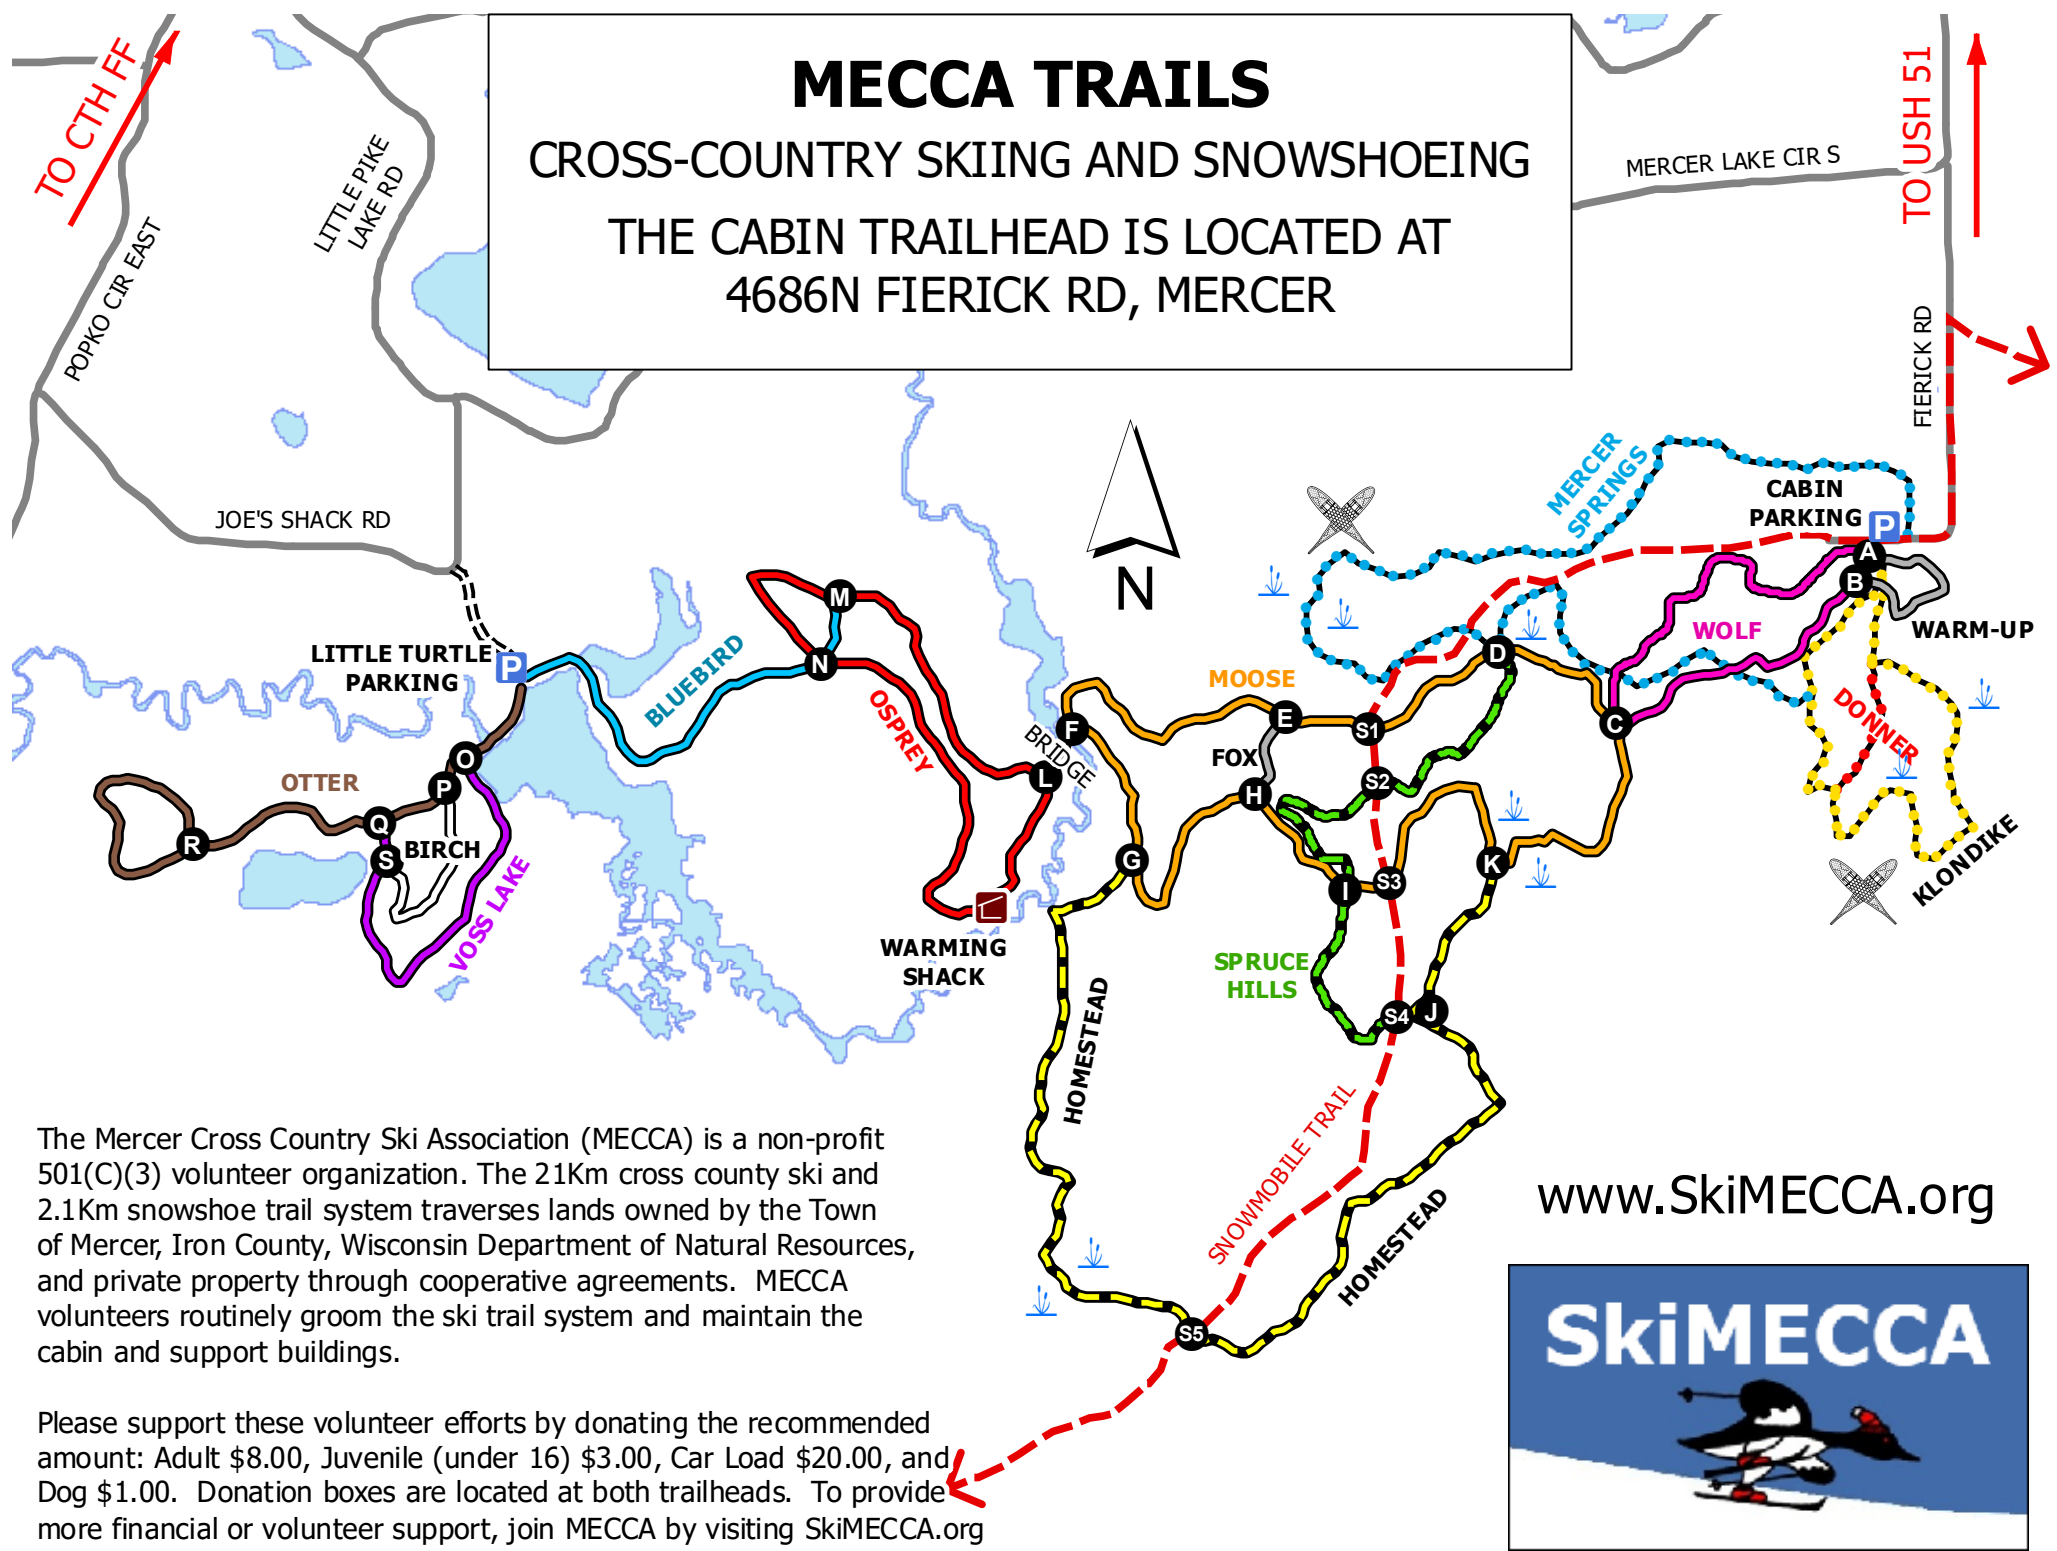 MECCA TRAILS
CROSS-COUNTRY SKIING AND SNOWSHOEING
THE CABIN TRAILHEAD IS LOCATED AT
4686N FIERICK RD, MERCER
TO CTH FF
POPKO CIR EAST
LITTLE PIKE
LAKE RD
JOE'S SHACK RD
TO USH 51
MERCER LAKE CIR S
FIERICK RD
MERCER
SPRINGS
CABIN
PARKING
P
A
B
WARM-UP
WOLF
DONNER
KLONDIKE
C
D
MOOSE
E
S1
FOX
S2
H
F
BRIDGE
G
I
S3
K
SPRUCE
HILLS
S4
J
HOMESTEAD
HOMESTEAD
SNOWMOBILE TRAIL
S5
N
LITTLE TURTLE
PARKING
P
BLUEBIRD
M
N
OSPREY
L
WARMING
SHACK
O
P
OTTER
Q
R
S
BIRCH
VOSS LAKE
The Mercer Cross Country Ski Association (MECCA) is a non-profit
501(C)(3) volunteer organization. The 21Km cross county ski and
2.1Km snowshoe trail system traverses lands owned by the Town
of Mercer, Iron County, Wisconsin Department of Natural Resources,
and private property through cooperative agreements.  MECCA
volunteers routinely groom the ski trail system and maintain the
cabin and support buildings.
Please support these volunteer efforts by donating the recommended
amount: Adult $8.00, Juvenile (under 16) $3.00, Car Load $20.00, and
Dog $1.00.  Donation boxes are located at both trailheads.  To provide
more financial or volunteer support, join MECCA by visiting SkiMECCA.org
www.SkiMECCA.org
SkiMECCA